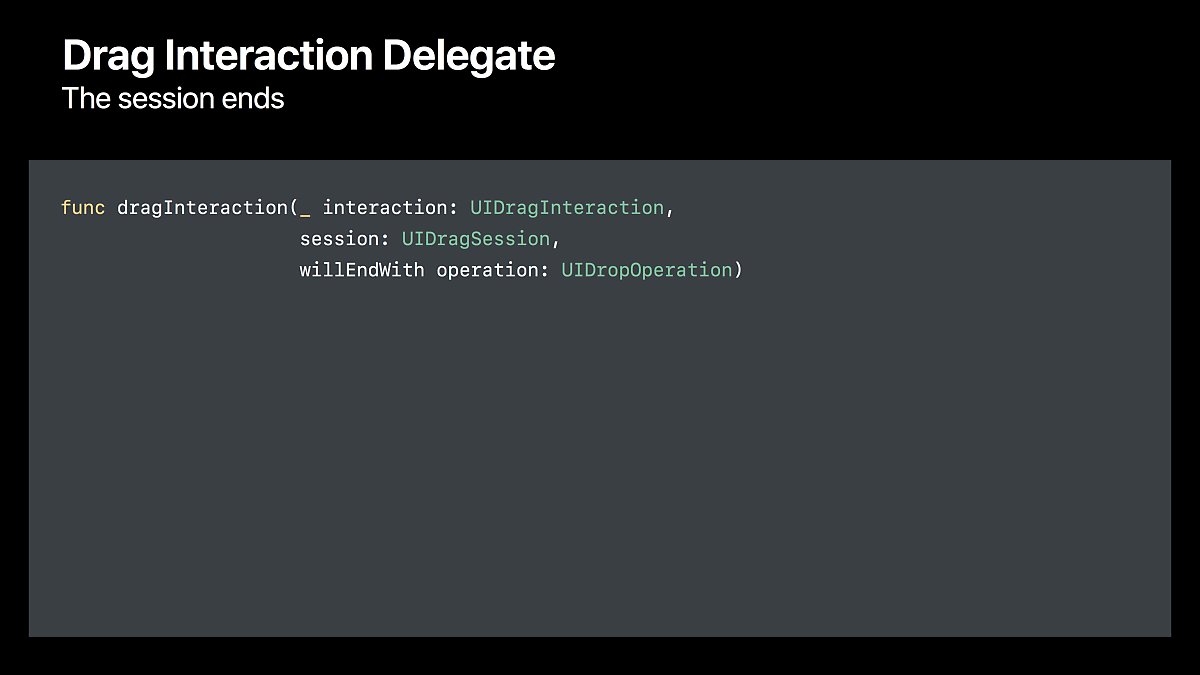 Drag Interaction Delegate
The session ends
func dragInteraction(_ interaction: UIDragInteraction,
session: UIDragSession,
willEndWith operation: UIDropOperation)